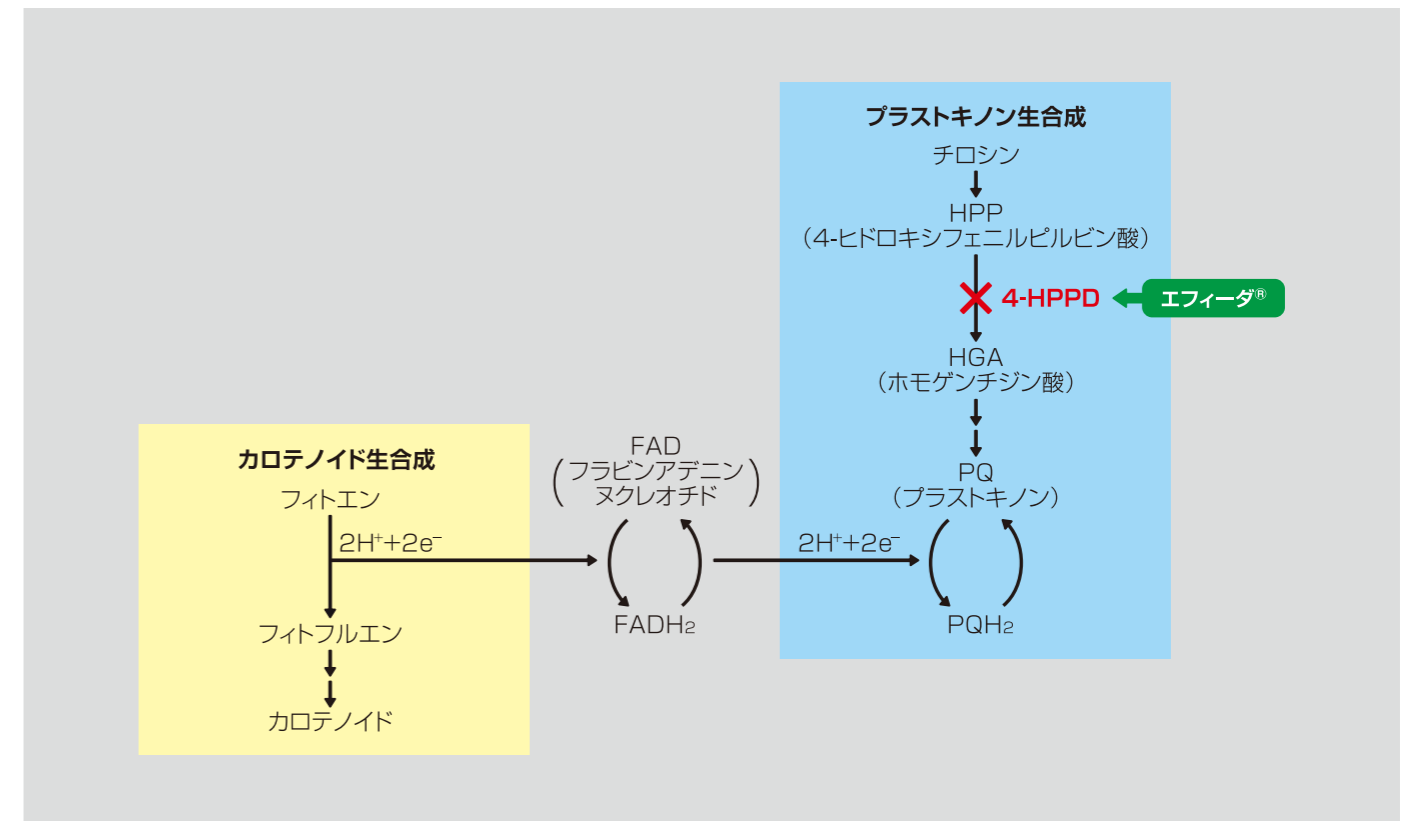 プラストキノン生合成
チロシン
HPP
（4-ヒドロキシフェニルピルビン酸）
4-HPPD
エフィーダ®
HGA
（ホモゲンチジン酸）
PQ
（プラストキノン）
2H⁺+2e⁻
PQH₂
カロテノイド生合成
フィトエン
2H⁺+2e⁻
フィトフルエン
カロテノイド
FAD
（フラビンアデニン
ヌクレオチド）
FADH₂